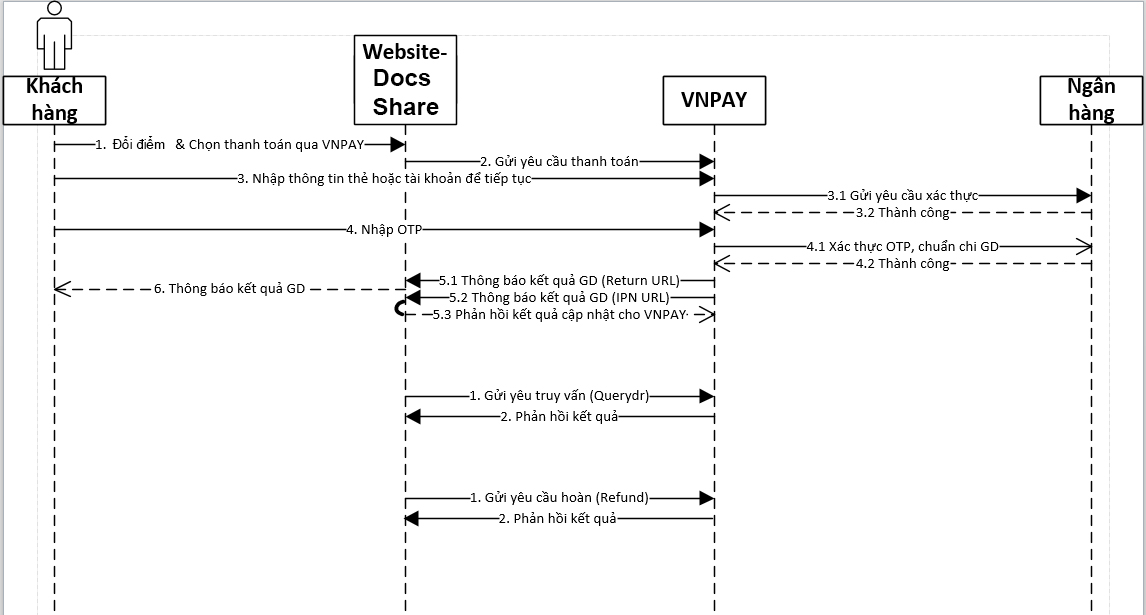 Khách
hàng
Website-
Docs
Share
VNPAY
Ngân
hàng
1. Đổi điểm & Chọn thanh toán qua VNPAY
2. Gửi yêu cầu thanh toán
3. Nhập thông tin thẻ hoặc tài khoản để tiếp tục
3.1 Gửi yêu cầu xác thực
3.2 Thành công
4. Nhập OTP
4.1 Xác thực OTP, chuẩn chi GD
4.2 Thành công
5.1 Thông báo kết quả GD (Return URL)
6. Thông báo kết quả GD
5.2 Thông báo kết quả GD (IPN URL)
5.3 Phản hồi kết quả cập nhật cho VNPAY
1. Gửi yêu truy vấn (Querydr)
2. Phản hồi kết quả
1. Gửi yêu cầu hoàn (Refund)
2. Phản hồi kết quả